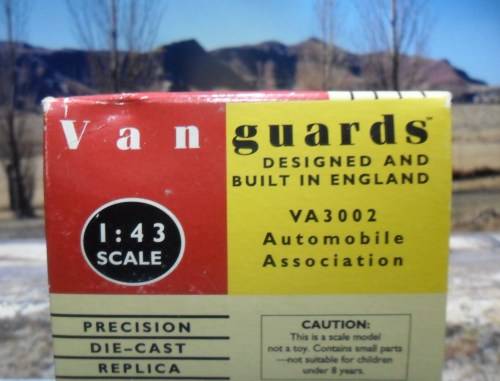 Vanguards™
DESIGNED AND
BUILT IN ENGLAND
VA3002
Automobile
Association
1:43
SCALE
PRECISION
DIE-CAST
REPLICA
CAUTION:
This is a scale model
not a toy. Contains small parts
—not suitable for children
under 8 years.